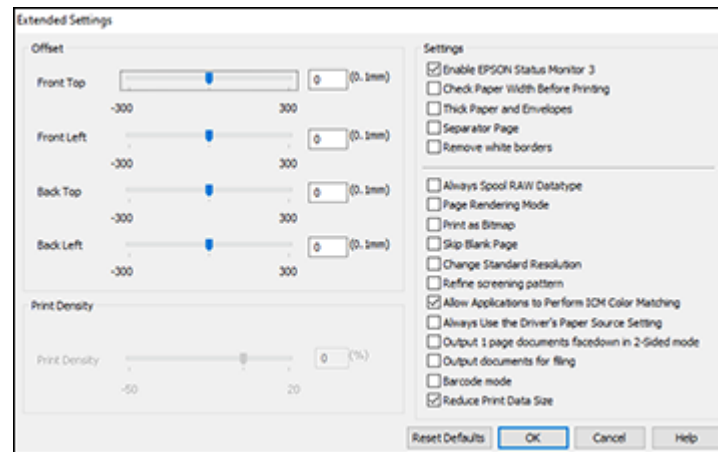 Extended Settings
Offset
Front Top
0 (0.1mm)
-300 300
Front Left
0 (0.1mm)
-300 300
Back Top
0 (0.1mm)
-300 300
Back Left
0 (0.1mm)
-300 300
Print Density
Print Density
0 (%)
-50 20
Settings
Enable EPSON Status Monitor 3
Check Paper Width Before Printing
Thick Paper and Envelopes
Separator Page
Remove white borders
Always Spool RAW Datatype
Page Rendering Mode
Print as Bitmap
Skip Blank Page
Change Standard Resolution
Refine screening pattern
Allow Applications to Perform ICM Color Matching
Always Use the Driver's Paper Source Setting
Output 1 page documents facedown in 2-Sided mode
Output documents for filing
Barcode mode
Reduce Print Data Size
Reset Defaults OK Cancel Help